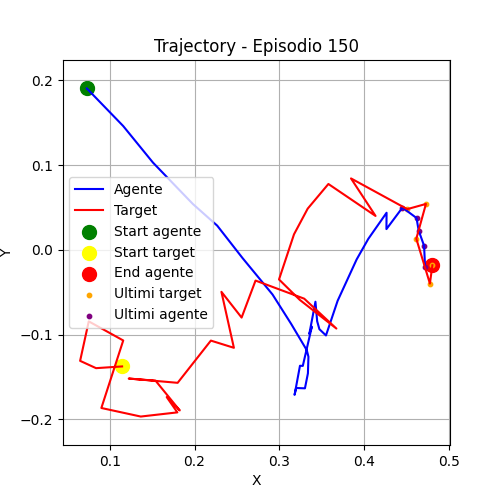 Trajectory - Episodio 150
Y
0.2
0.1
0.0
−0.1
−0.2
Agente
Target
Start agente
Start target
End agente
Ultimi target
Ultimi agente
0.1 0.2 0.3 0.4 0.5
X